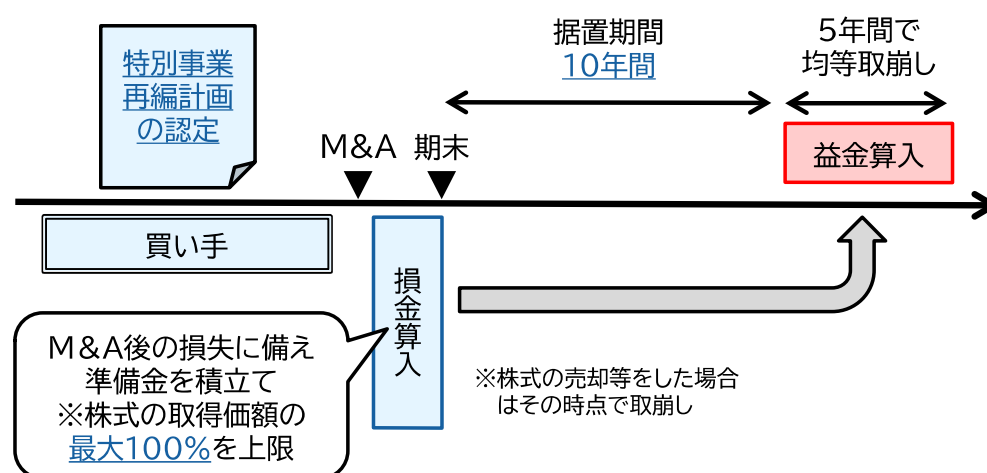 特別事業
再編計画
の認定
据置期間
10年間
5年間で
均等取崩し
M&A
期末
益金算入
買い手
損金算入
M&A後の損失に備え
準備金を積立て
※株式の取得価額の
最大100%を上限
※株式の売却等をした場合
はその時点で取崩し